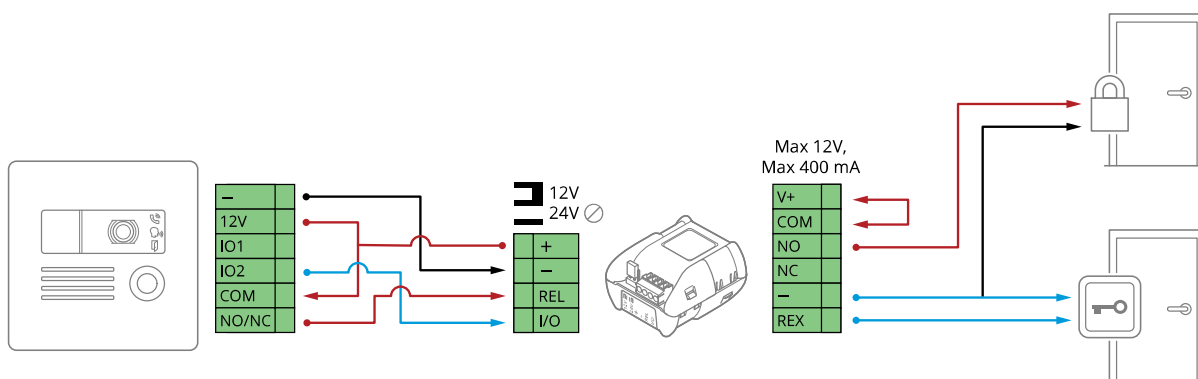 –
12V
IO1
IO2
COM
NO/NC
12V
24V
+
–
REL
I/O
Max 12V,
Max 400 mA
V+
COM
NO
NC
–
REX